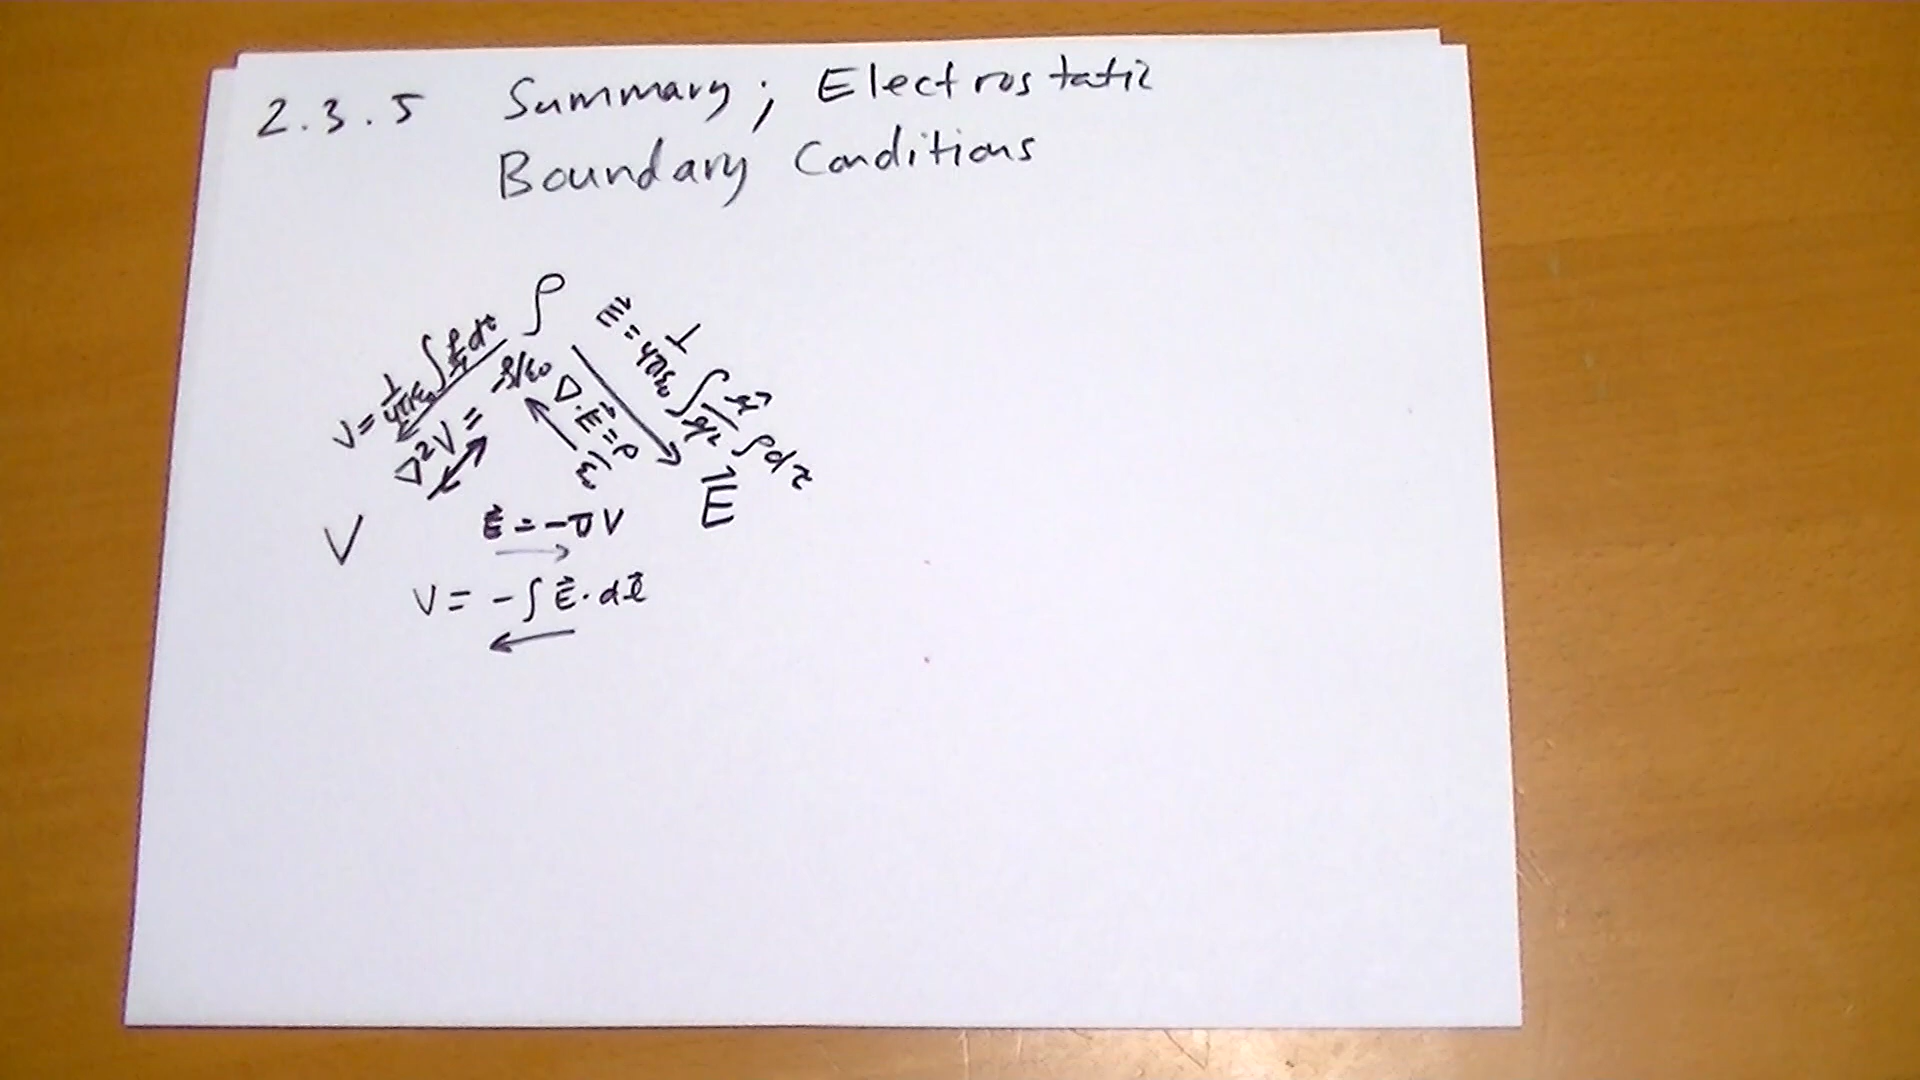 2.3.5 Summary; Electrostatic
Boundary Conditions
ρ
V = 1/4πε₀ ∫ ρ/r dτ
∇²V = -ρ/ε₀
∇·E⃗ = ρ/ε₀
E⃗ = 1/4πε₀ ∫ r̂/r² ρ dτ
V
E⃗ = -∇V
E⃗
V = -∫ E⃗·dl⃗